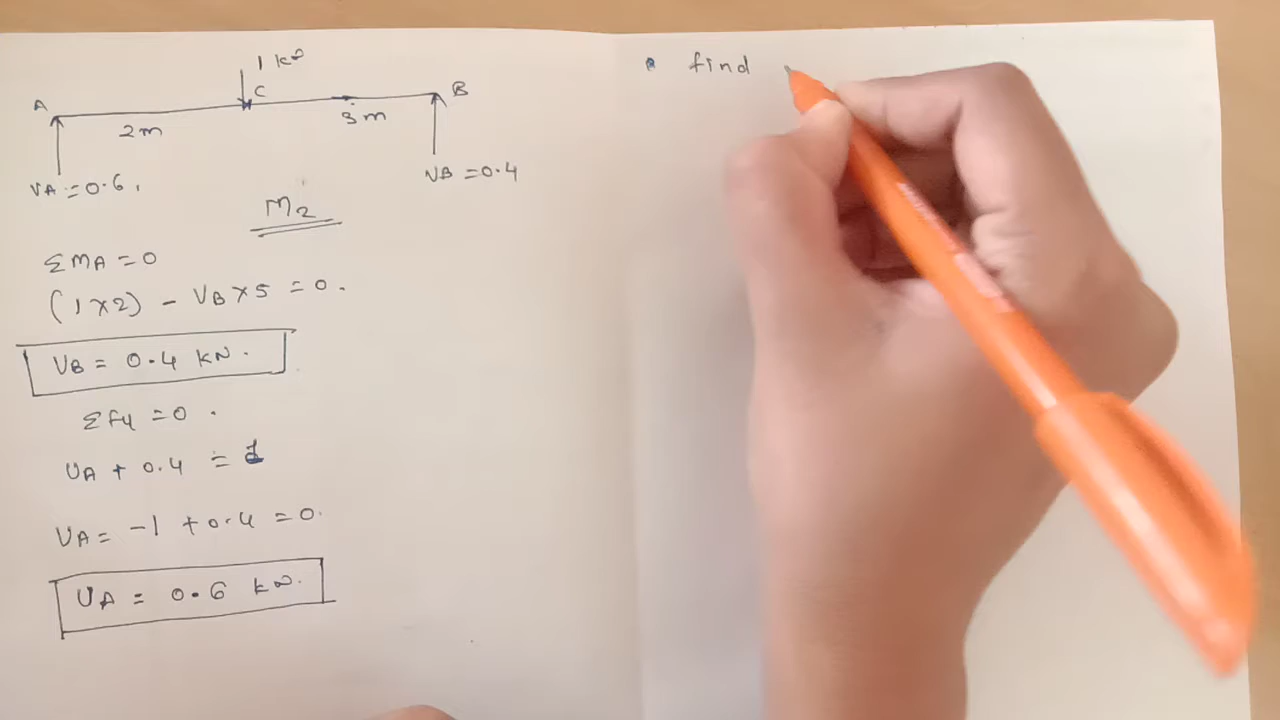 1 kN
A C B
2m 3m
VA = 0.6 . VB = 0.4
M2
ΣMA = 0
(1×2) - VB×5 = 0 .
VB = 0.4 kN .
Σfy = 0 .
VA + 0.4 = 1
VA = -1 + 0.4 = 0.
VA = 0.6 kN.
• find